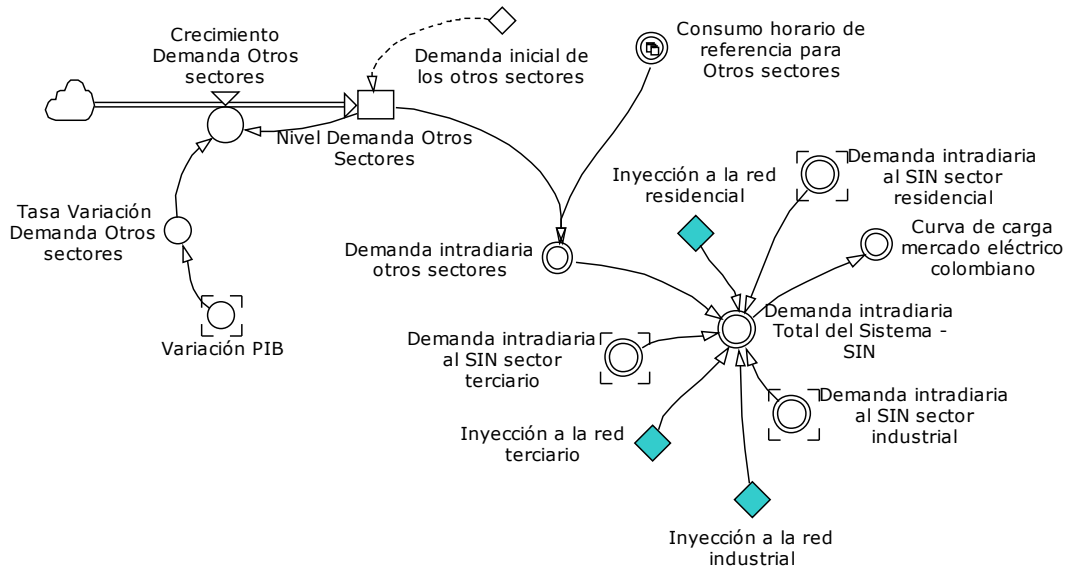 Crecimiento
Demanda Otros
sectores
Demanda inicial de
los otros sectores
Consumo horario de
referencia para
Otros sectores
Nivel Demanda Otros
Sectores
Tasa Variación
Demanda Otros
sectores
Variación PIB
Demanda intradiaria
otros sectores
Inyección a la red
residencial
Demanda intradiaria
al SIN sector
residencial
Curva de carga
mercado eléctrico
colombiano
Demanda intradiaria
Total del Sistema -
SIN
Demanda intradiaria
al SIN sector
terciario
Demanda intradiaria
al SIN sector
industrial
Inyección a la red
terciario
Inyección a la red
industrial